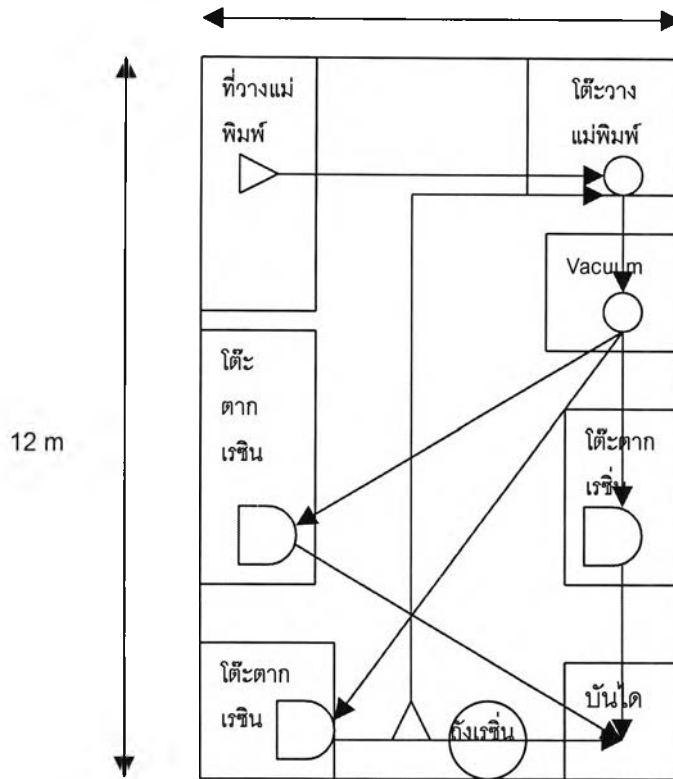 ที่วางแม่
พิมพ์
โต๊ะวาง
แม่พิมพ์
Vacuum
โต๊ะ
ตาก
เรซิน
12 m
โต๊ะตาก
เรซิ่น
โต๊ะตาก
เรซิน
ถังเรซิ่น
บันได